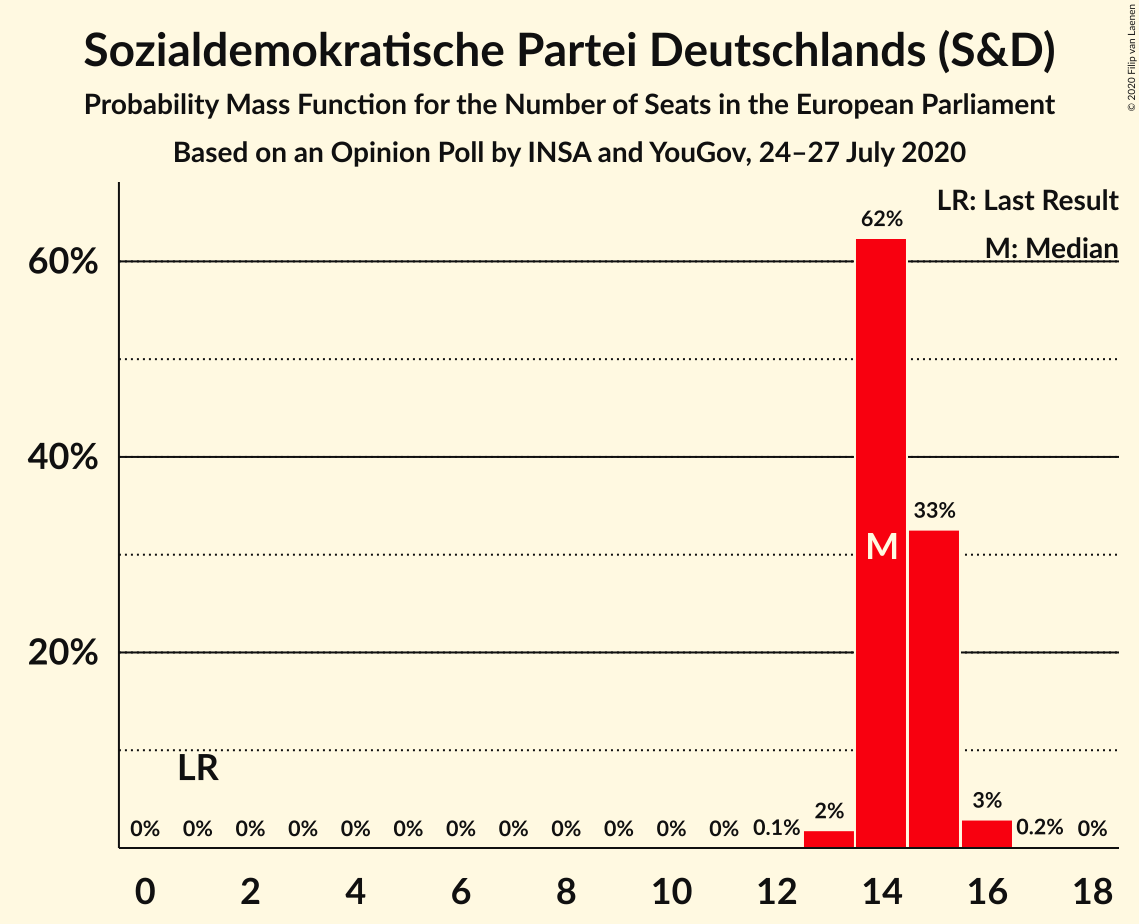 Sozialdemokratische Partei Deutschlands (S&D)
Probability Mass Function for the Number of Seats in the European Parliament
Based on an Opinion Poll by INSA and YouGov, 24–27 July 2020
© 2020 Filip van Laenen
LR: Last Result
M: Median
62%
60%
33%
40%
M
20%
LR
0% 0% 0% 0% 0% 0% 0% 0% 0% 0% 0% 0% 0.1% 2% 3% 0.2% 0%
0 2 4 6 8 10 12 14 16 18